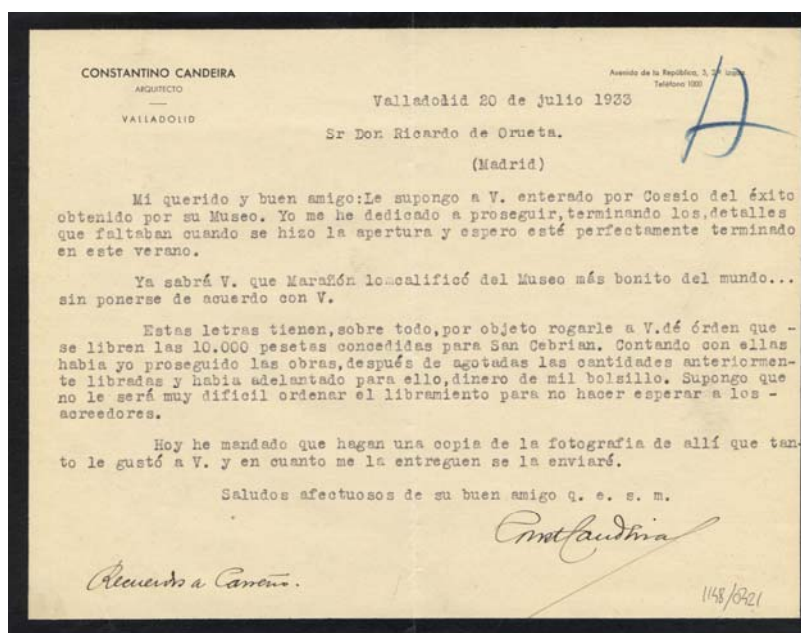 CONSTANTINO CANDEIRA
ARQUITECTO
VALLADOLID
Avenida de la República, 3, 2º
Teléfono 1000
A
Valladolid 20 de julio 1933
Sr Don Ricardo de Orueta.
(Madrid)
Mi querido y buen amigo:Le supongo a V. enterado por Cossio del éxito
obtenido por su Museo. Yo me he dedicado a proseguir,terminando los,detalles
que faltaban cuando se hizo la apertura y espero esté perfectamente terminado
en este verano.
Ya sabrá V. que Marañón lo calificó del Museo más bonito del mundo...
sin ponerse de acuerdo con V.
Estas letras tienen,sobre todo,por objeto rogarle a V.dé órden que -
se libren las 10.000 pesetas concedidas para San Cebrian. Contando con ellas
habia yo proseguido las obras,después de agotadas las cantidades anteriormen-
te libradas y habia adelantado para ello,dinero de mil bolsillo. Supongo que
no le será muy dificil ordenar el libramiento para no hacer esperar a los -
acreedores.
Hoy he mandado que hagan una copia de la fotografia de allí que tan-
to le gustó a V. y en cuanto me la entreguen se la enviaré.
Saludos afectuosos de su buen amigo q. e. s. m.
Const Candeira
Recuerdos a Carreño.
1148/0421